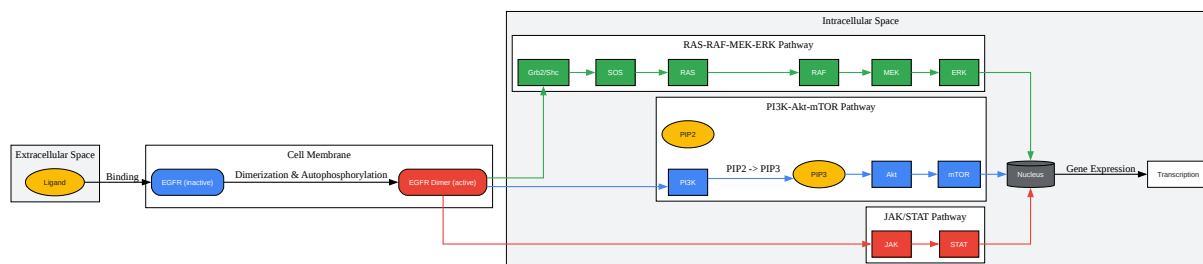 Intracellular Space
RAS-RAF-MEK-ERK Pathway
Grb2/Shc
SOS
RAS
RAF
MEK
ERK
PI3K-Akt-mTOR Pathway
PIP2
Extracellular Space
Ligand
Binding
Cell Membrane
EGFR (inactive)
Dimerization & Autophosphorylation
EGFR Dimer (active)
PI3K
PIP2 -> PIP3
PIP3
Akt
mTOR
Nucleus
Gene Expression
Transcription
JAK/STAT Pathway
JAK
STAT